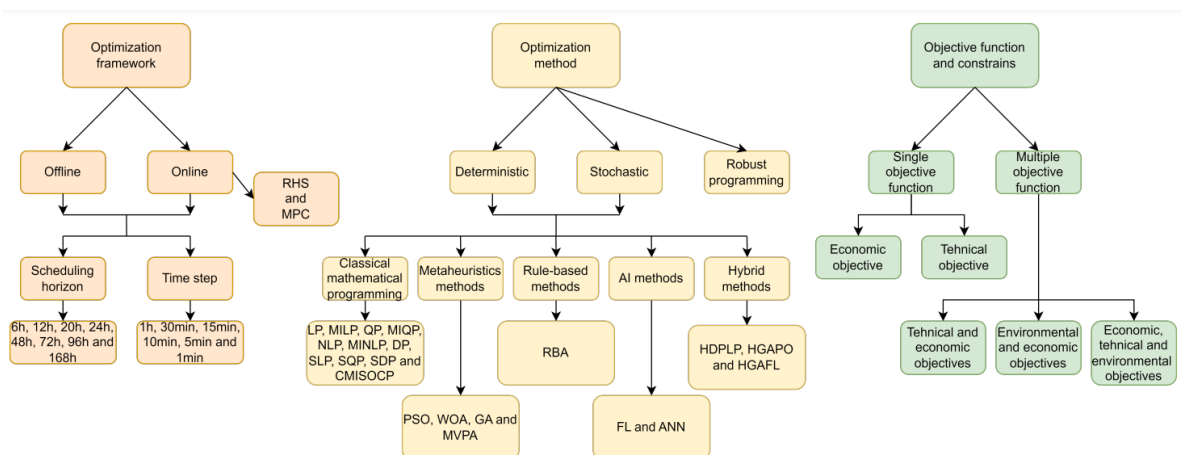 Optimization
framework
Optimization
method
Objective function
and constrains
Offline
Online
RHS
and
MPC
Deterministic
Stochastic
Robust
programming
Single
objective
function
Multiple
objective
function
Economic
objective
Tehnical
objective
Scheduling
horizon
Time step
Classical
mathematical
programming
Metaheuristics
methods
Rule-based
methods
AI methods
Hybrid
methods
6h, 12h, 20h, 24h,
48h, 72h, 96h and
168h
1h, 30min, 15min,
10min, 5min and
1min
LP, MILP, QP, MIQP,
NLP, MINLP, DP,
SLP, SQP, SDP and
CMISOCP
RBA
HDPLP, HGAPO
and HGAFL
PSO, WOA, GA and
MVPA
FL and ANN
Tehnical and
economic
objectives
Environmental
and economic
objectives
Economic,
tehnical and
environmental
objectives